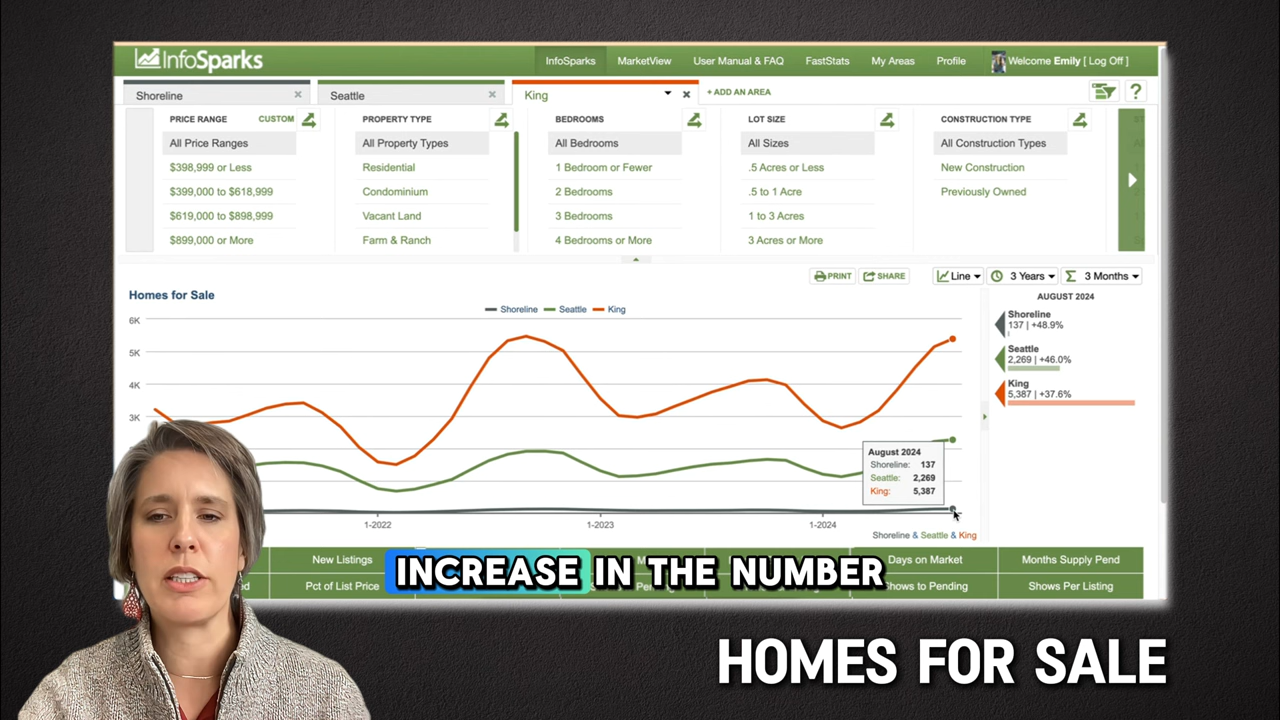 InfoSparks
InfoSparks MarketView User Manual & FAQ FastStats My Areas Profile Welcome Emily [ Log Off ]
Shoreline Seattle King + ADD AN AREA ?
PRICE RANGE CUSTOM PROPERTY TYPE BEDROOMS LOT SIZE CONSTRUCTION TYPE
All Price Ranges All Property Types All Bedrooms All Sizes All Construction Types
$398,999 or Less Residential 1 Bedroom or Fewer .5 Acres or Less New Construction
$399,000 to $618,999 Condominium 2 Bedrooms .5 to 1 Acre Previously Owned
$619,000 to $898,999 Vacant Land 3 Bedrooms 1 to 3 Acres
$899,000 or More Farm & Ranch 4 Bedrooms or More 3 Acres or More
PRINT SHARE Line 3 Years Σ 3 Months
Homes for Sale
Shoreline Seattle King
6K
5K
4K
3K
AUGUST 2024
Shoreline
137 | +48.9%
Seattle
2,269 | +46.0%
King
5,387 | +37.6%
August 2024
Shoreline: 137
Seattle: 2,269
King: 5,387
1-2022 1-2023 1-2024
Shoreline & Seattle & King
New Listings Days on Market Months Supply Pend
Pct of List Price Shows to Pending Shows Per Listing
INCREASE IN THE NUMBER
HOMES FOR SALE